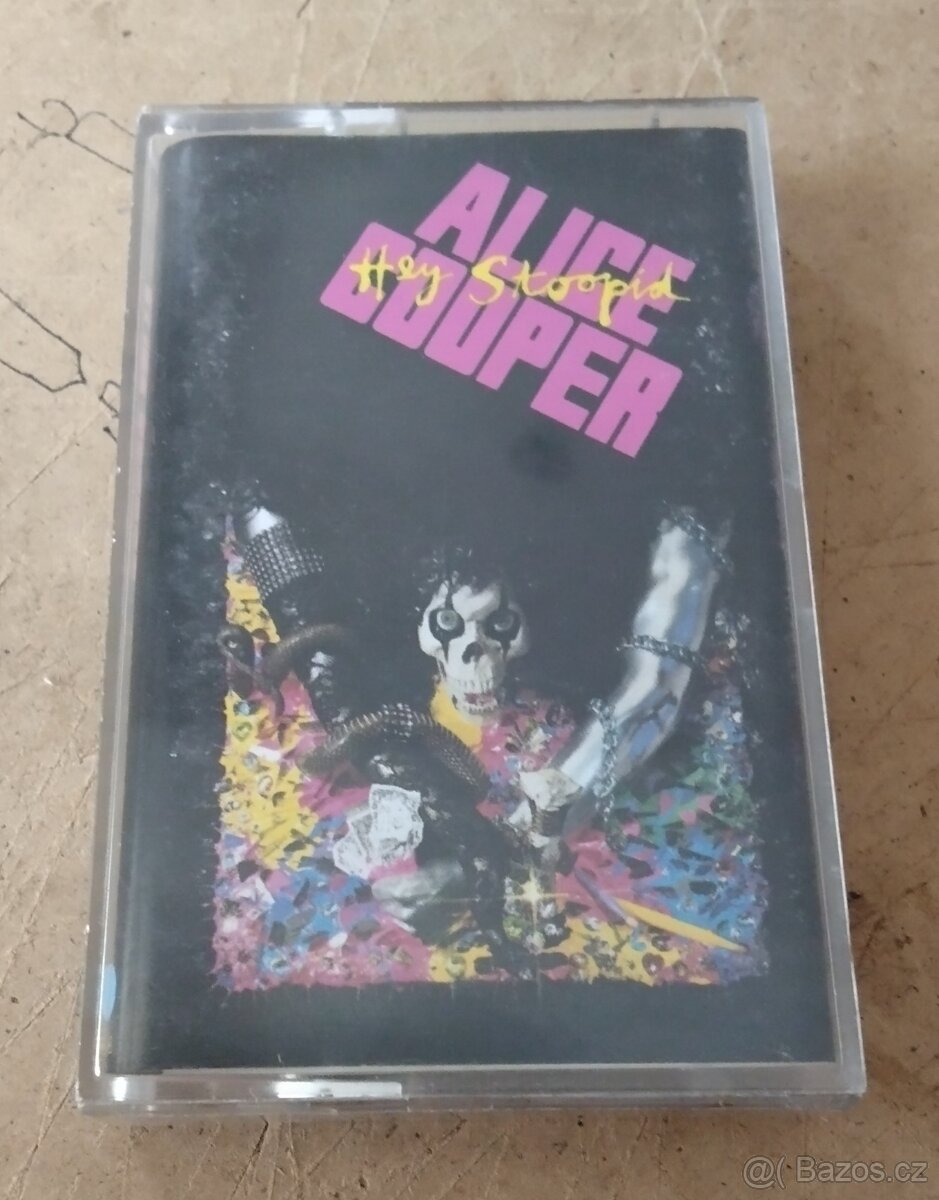 ALICE
Hey Stoopid
COOPER
@( Bazos.cz